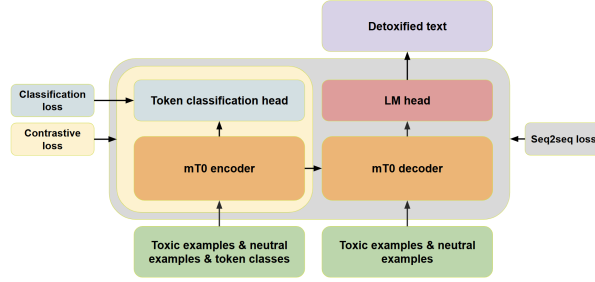 Detoxified text
Classification
loss
Token classification head
LM head
Contrastive
loss
Seq2seq loss
mT0 encoder
mT0 decoder
Toxic examples & neutral
examples & token classes
Toxic examples & neutral
examples